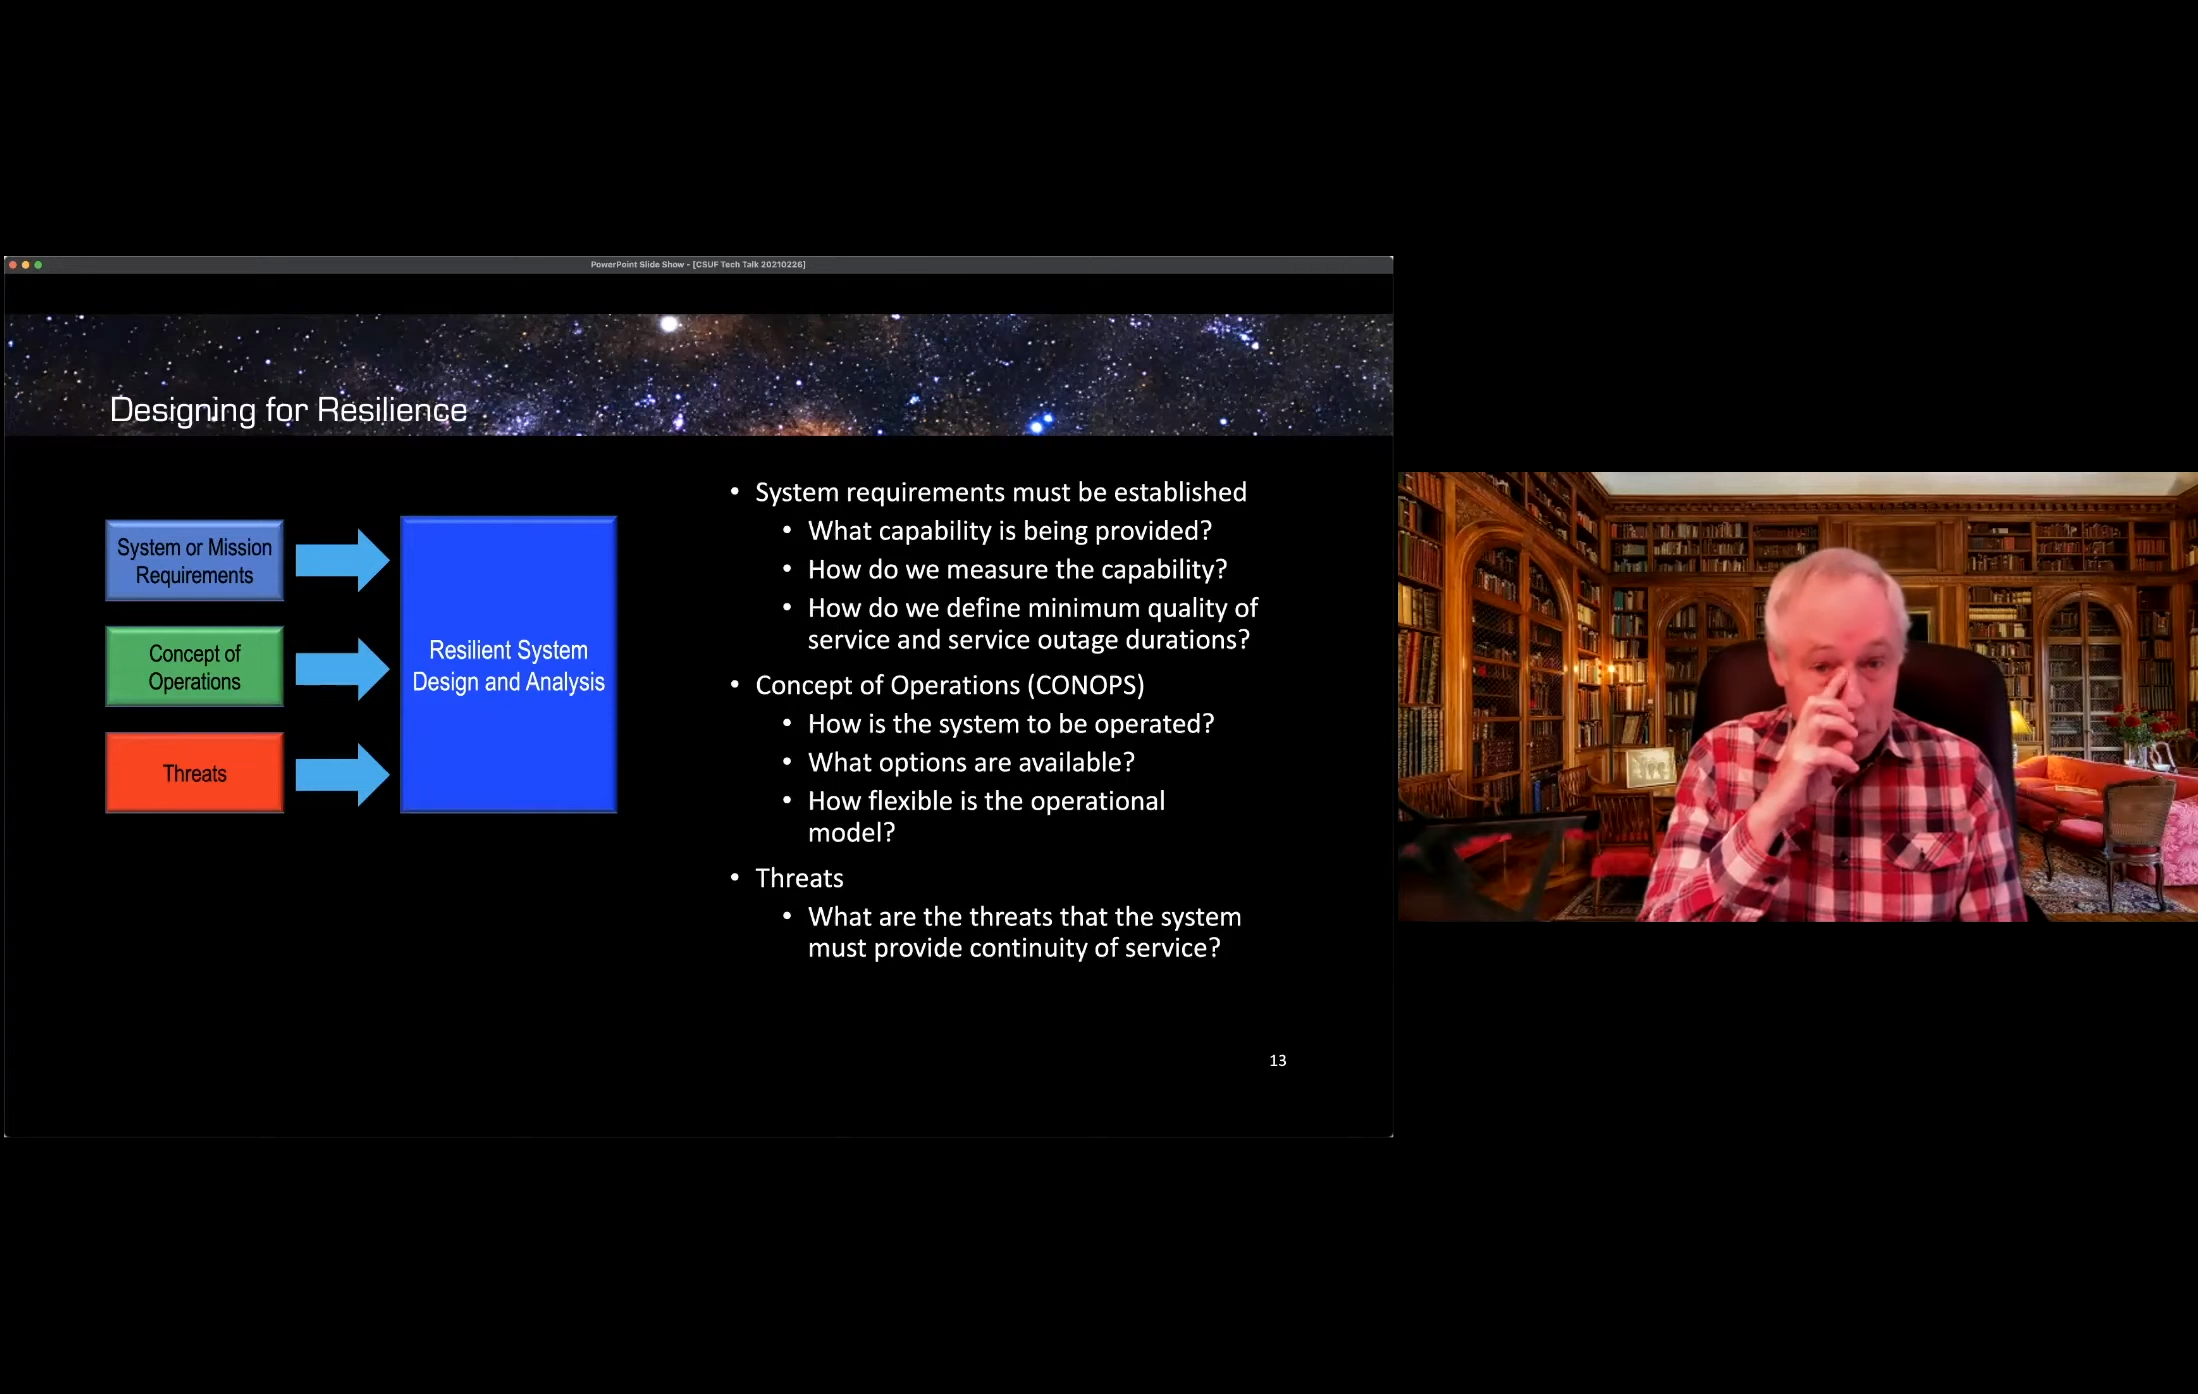 PowerPoint Slide Show - [CSUF Tech Talk 20210226]
Designing for Resilience
System or Mission
Requirements
Concept of
Operations
Threats
Resilient System
Design and Analysis
• System requirements must be established
• What capability is being provided?
• How do we measure the capability?
• How do we define minimum quality of
service and service outage durations?
• Concept of Operations (CONOPS)
• How is the system to be operated?
• What options are available?
• How flexible is the operational
model?
• Threats
• What are the threats that the system
must provide continuity of service?
13